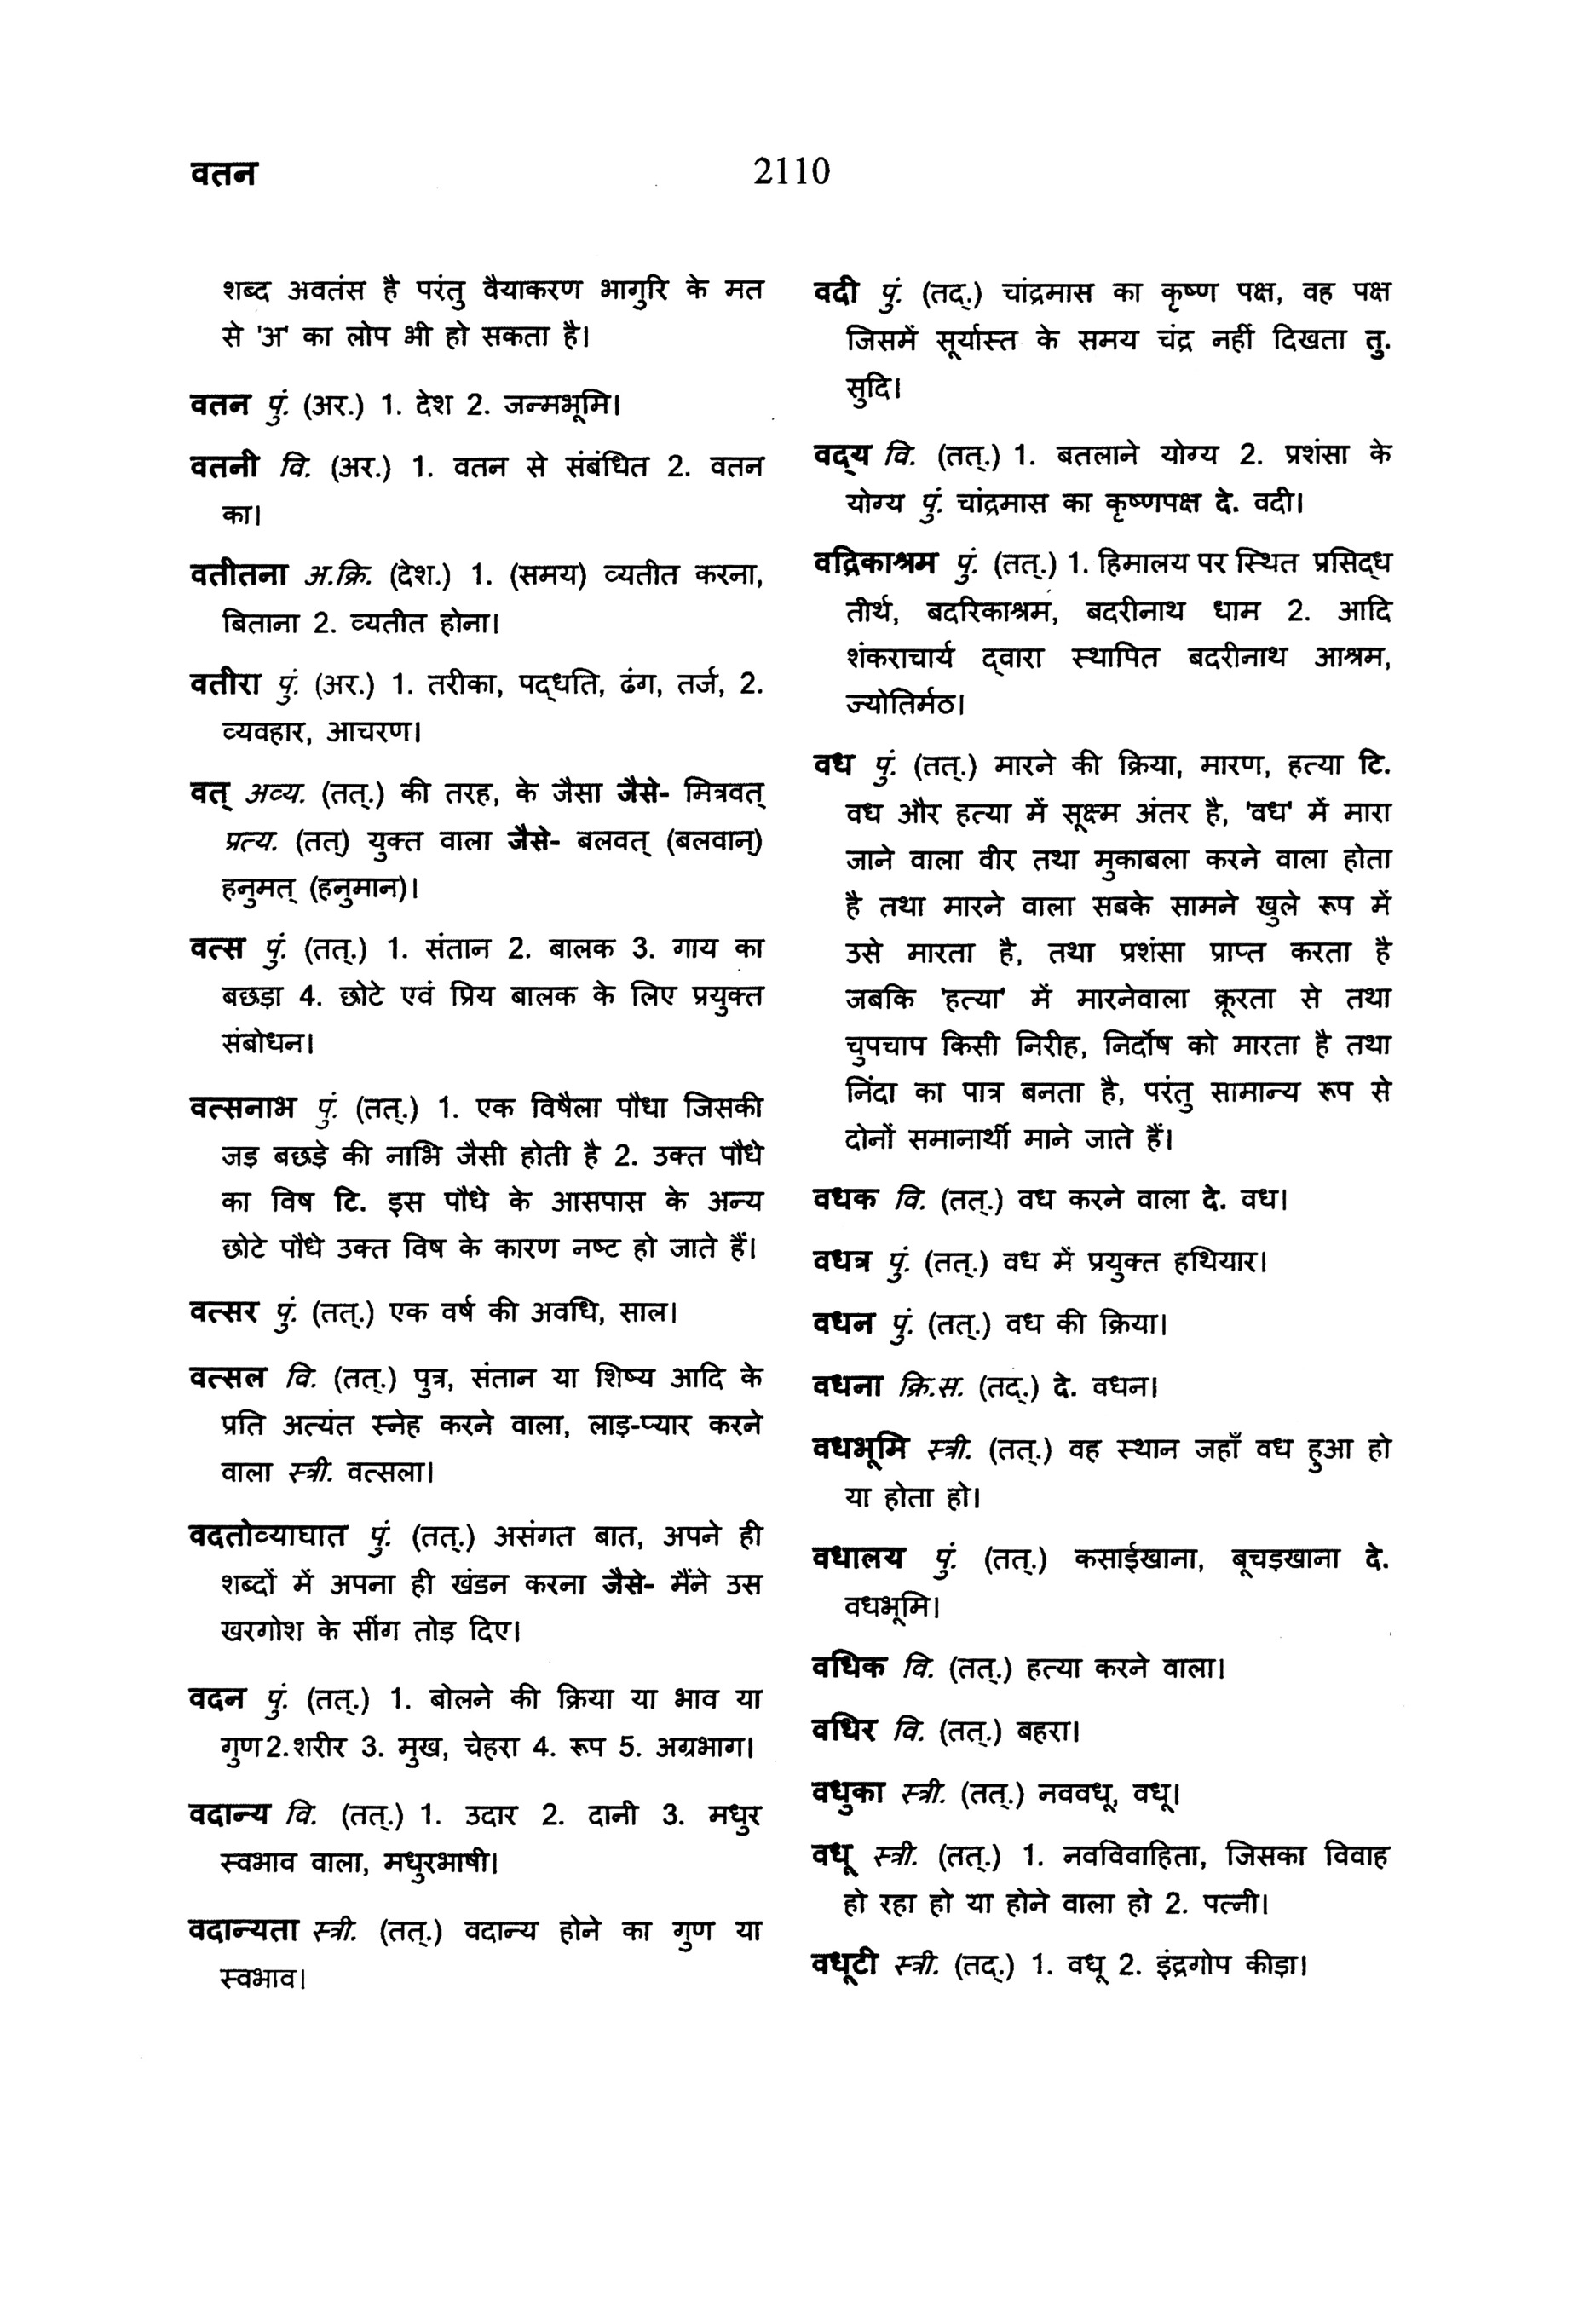 वतन
2110
शब्द अवतंस है परंतु वैयाकरण भागुरि के मत
से 'अ' का लोप भी हो सकता है।
वतन पुं. (अर.) 1. देश 2. जन्मभूमि।
वतनी वि. (अर.) 1. वतन से संबंधित 2. वतन
का।
वतीतना अ.क्रि. (देश.) 1. (समय) व्यतीत करना,
बिताना 2. व्यतीत होना।
वतीरा पुं. (अर.) 1. तरीका, पद्धति, ढंग, तर्ज, 2.
व्यवहार, आचरण।
वत् अव्य. (तत्.) की तरह, के जैसा जैसे- मित्रवत्
प्रत्य. (तत्) युक्त वाला जैसे- बलवत् (बलवान्)
हनुमत् (हनुमान)।
वत्स पुं. (तत्.) 1. संतान 2. बालक 3. गाय का
बछड़ा 4. छोटे एवं प्रिय बालक के लिए प्रयुक्त
संबोधन।
वत्सनाभ पुं. (तत्.) 1. एक विषैला पौधा जिसकी
जड़ बछड़े की नाभि जैसी होती है 2. उक्त पौधे
का विष टि. इस पौधे के आसपास के अन्य
छोटे पौधे उक्त विष के कारण नष्ट हो जाते हैं।
वत्सर पुं. (तत्.) एक वर्ष की अवधि, साल।
वत्सल वि. (तत्.) पुत्र, संतान या शिष्य आदि के
प्रति अत्यंत स्नेह करने वाला, लाड़-प्यार करने
वाला स्त्री. वत्सला।
वदतोव्याघात पुं. (तत्.) असंगत बात, अपने ही
शब्दों में अपना ही खंडन करना जैसे- मैंने उस
खरगोश के सींग तोड़ दिए।
वदन पुं. (तत्.) 1. बोलने की क्रिया या भाव या
गुण2.शरीर 3. मुख, चेहरा 4. रूप 5. अग्रभाग।
वदान्य वि. (तत्.) 1. उदार 2. दानी 3. मधुर
स्वभाव वाला, मधुरभाषी।
वदान्यता स्त्री. (तत्.) वदान्य होने का गुण या
स्वभाव।
वदी पुं. (तद्.) चांद्रमास का कृष्ण पक्ष, वह पक्ष
जिसमें सूर्यास्त के समय चंद्र नहीं दिखता तु.
सुदि।
वद्‌य वि. (तत्.) 1. बतलाने योग्य 2. प्रशंसा के
योग्य पुं. चांद्रमास का कृष्णपक्ष दे. वदी।
वद्रिकाश्रम पुं. (तत्.) 1. हिमालय पर स्थित प्रसिद्‌ध
तीर्थ, बदरिकाश्रम, बदरीनाथ धाम 2. आदि
शंकराचार्य द्‌वारा स्थापित बदरीनाथ आश्रम,
ज्योतिर्मठ।
वध पुं. (तत्.) मारने की क्रिया, मारण, हत्या टि.
वध और हत्या में सूक्ष्म अंतर है, 'वध' में मारा
जाने वाला वीर तथा मुकाबला करने वाला होता
है तथा मारने वाला सबके सामने खुले रूप में
उसे मारता है, तथा प्रशंसा प्राप्त करता है
जबकि 'हत्या' में मारनेवाला क्रूरता से तथा
चुपचाप किसी निरीह, निर्दोष को मारता है तथा
निंदा का पात्र बनता है, परंतु सामान्य रूप से
दोनों समानार्थी माने जाते हैं।
वधक वि. (तत्.) वध करने वाला दे. वध।
वधत्र पुं. (तत्.) वध में प्रयुक्त हथियार।
वधन पुं. (तत्.) वध की क्रिया।
वधना क्रि.स. (तद्.) दे. वधन।
वधभूमि स्त्री. (तत्.) वह स्थान जहाँ वध हुआ हो
या होता हो।
वधालय पुं. (तत्.) कसाईखाना, बूचड़खाना दे.
वधभूमि।
वधिक वि. (तत्.) हत्या करने वाला।
वधिर वि. (तत्.) बहरा।
वधुका स्त्री. (तत्.) नववधू, वधू।
वधू स्त्री. (तत्.) 1. नवविवाहिता, जिसका विवाह
हो रहा हो या होने वाला हो 2. पत्नी।
वधूटी स्त्री. (तद्.) 1. वधू 2. इंद्रगोप कीड़ा।